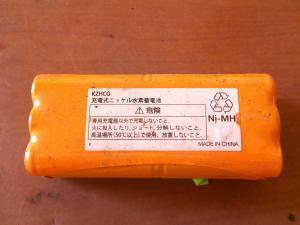 KZHCO
充電式ニッケル水素蓄電池
⚠危険
専用充電器以外で充電しないこと。
火に投入したり、ショート、分解しないこと。
高温場所(50℃以上)で使用、放置しないこと。
Ni-MH
MADE IN CHINA